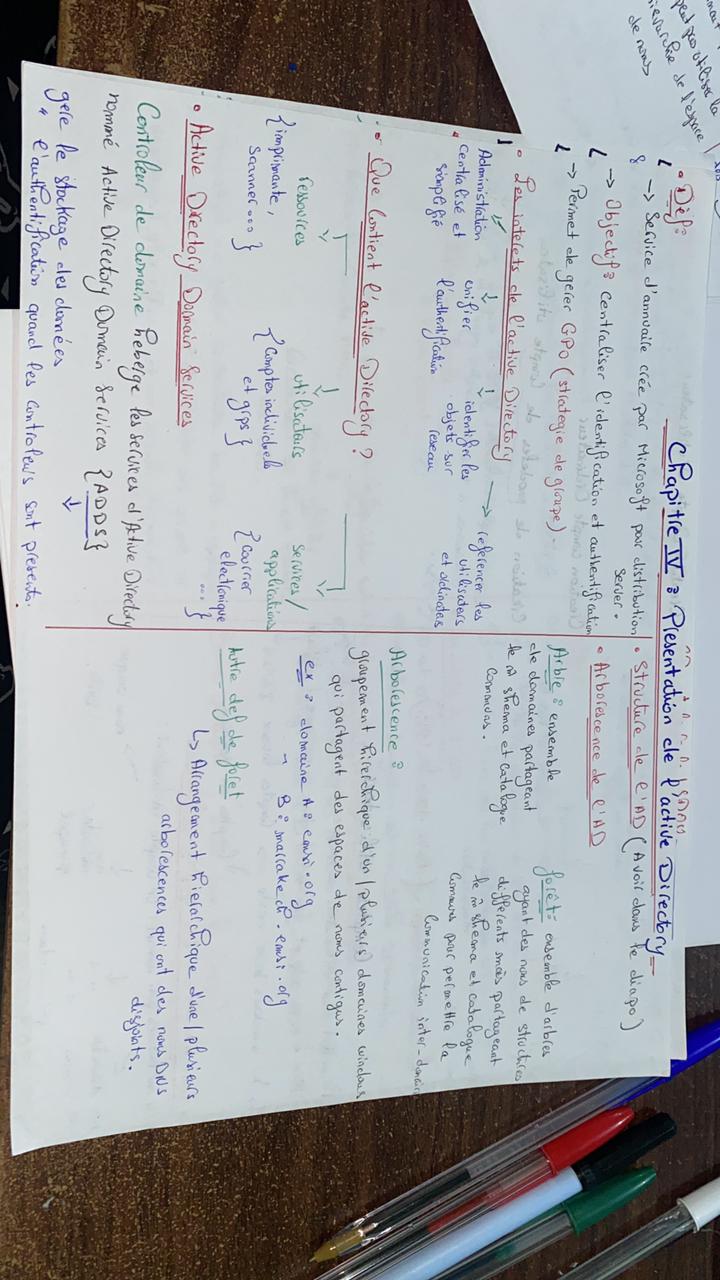 peut pas utiliser la
hierarchie de l'espace
de noms
Chapitre IV : Presentation de l'active Directory
• Def:
→ Service d'annuaire crée par Microsoft pour distribution
server.
→ Objectif: centraliser l'identification et authentification
→ Permet de gerer GPO (strategie de groupe).
• Les interets de l'active Directory
Administration
centralisé et
simplifié
unifier
l'authentification
identifier les
objets sur
reseau
referencer les
utilisaters
et ordinatas
• Que Contient l'active Directory ?
ressources
{imprimante,
Scanner... }
utilisateurs
{Comptes individuels
et grps }
services/
applications
{Courrier
electronique
... }
• Active Directory Domain Services
Controleur de domaine heberge les services d'Active Directory
nommé Active Directory Domain Services {ADDS}
gere le stockage des données
" l'authentification quand les controleurs sont presents.
• Structure de l'AD (Avoir dans le diapo)
• Arborescence de l'AD
Arbre : ensemble
de domaines partageant
le m̂ shema et catalogue
communs.
forêt: ensemble d'arbres
ayant des noms de structures
différents mais partageant
le m̂ shema et catalogue
Communs pour permettre la
Communication inter-domaine
Arborescence :
groupement hierchique d'un / plusiers domaines windows
qui partagent des espaces de noms contigus.
ex : domaine A : emsi.org
" B : marrakech.emsi.org
Autre def de foret
↳ Arrangement hierarchique d'une / plusieurs
arborescences qui ont des noms DNS
disjoints.